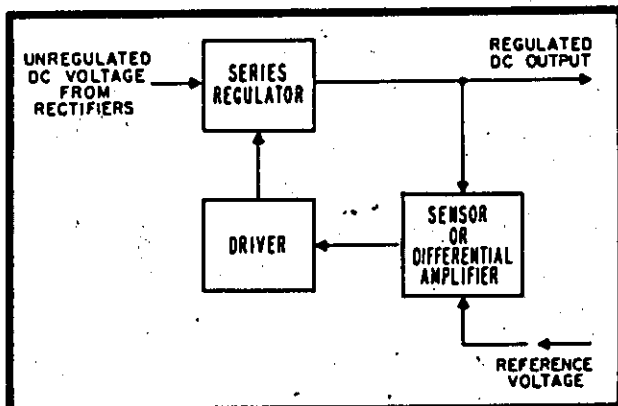 UNREGULATED
DC VOLTAGE
FROM
RECTIFIERS
SERIES
REGULATOR
REGULATED
DC OUTPUT
DRIVER
SENSOR
OR
DIFFERENTIAL
AMPLIFIER
REFERENCE
VOLTAGE